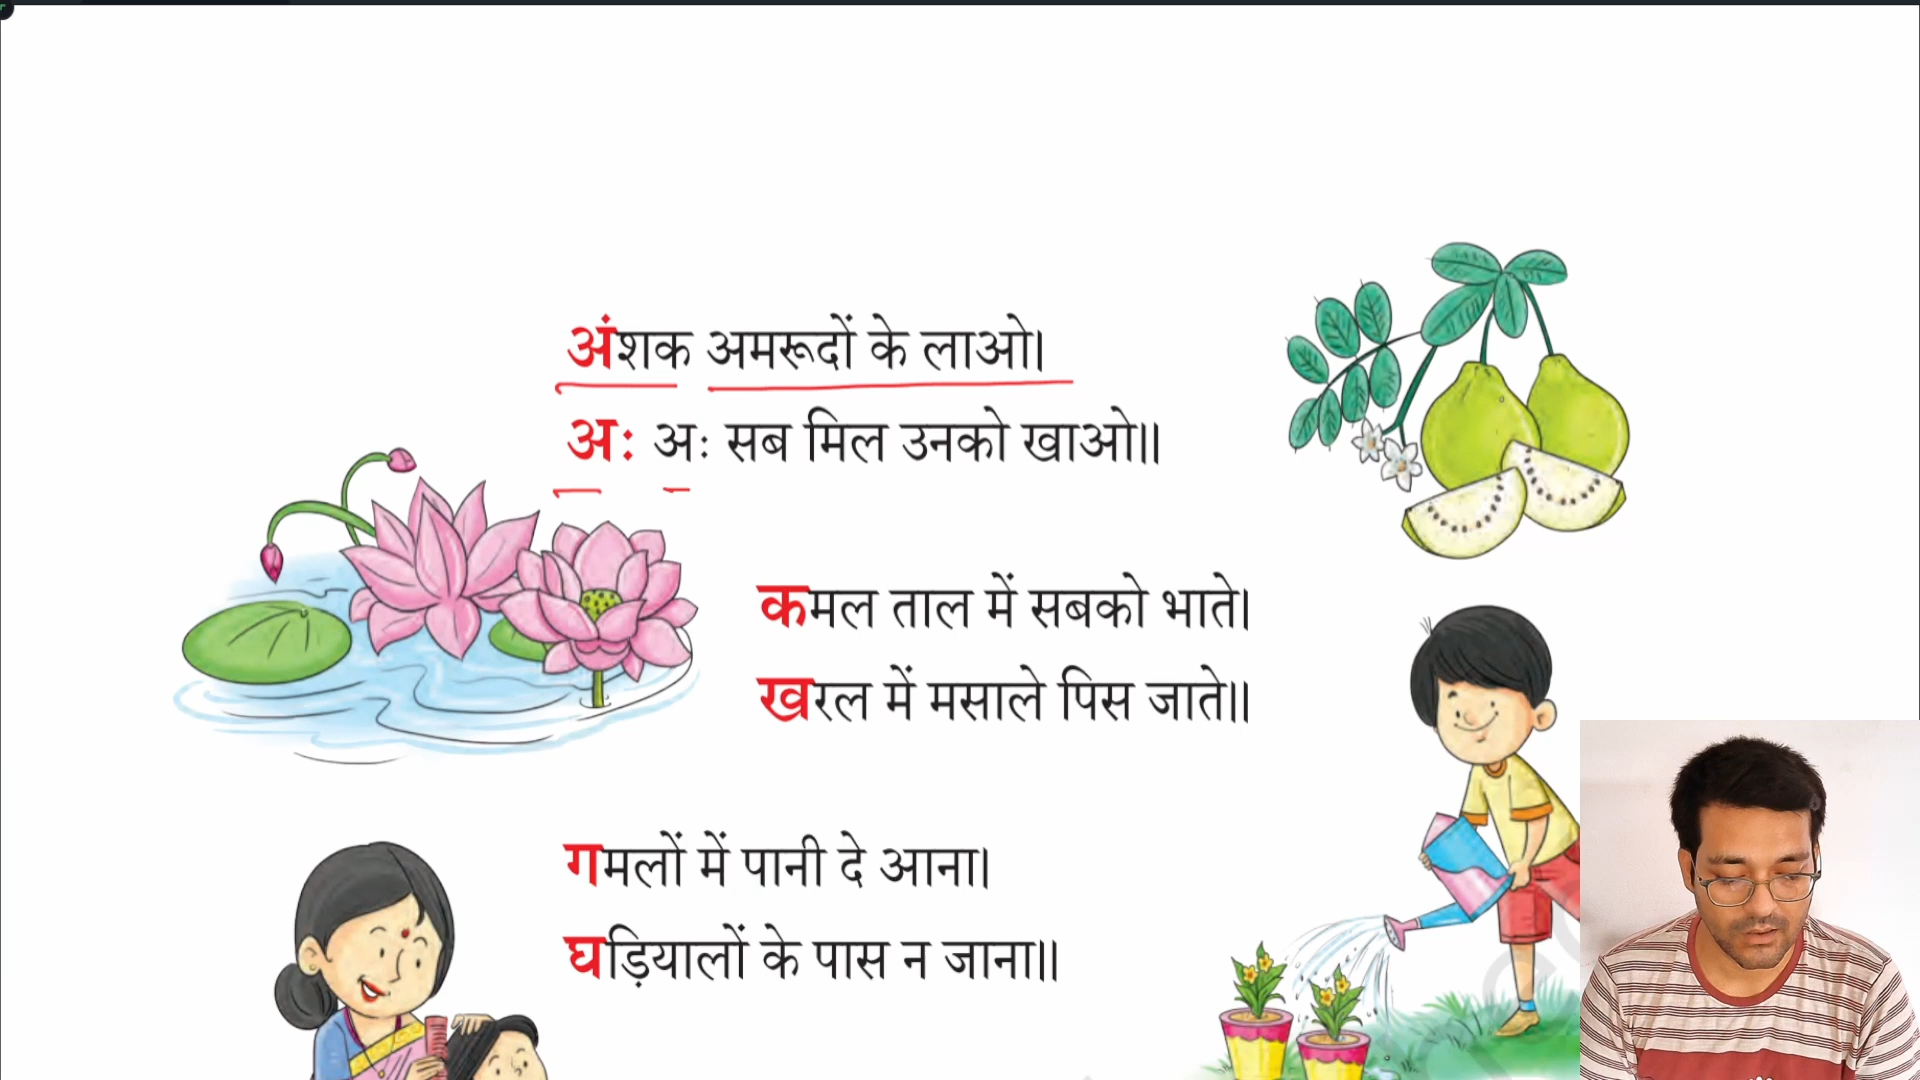 अंशक अमरूदों के लाओ।
अः अः सब मिल उनको खाओ॥
कमल ताल में सबको भाते।
खरल में मसाले पिस जाते॥
गमलों में पानी दे आना।
घड़ियालों के पास न जाना॥